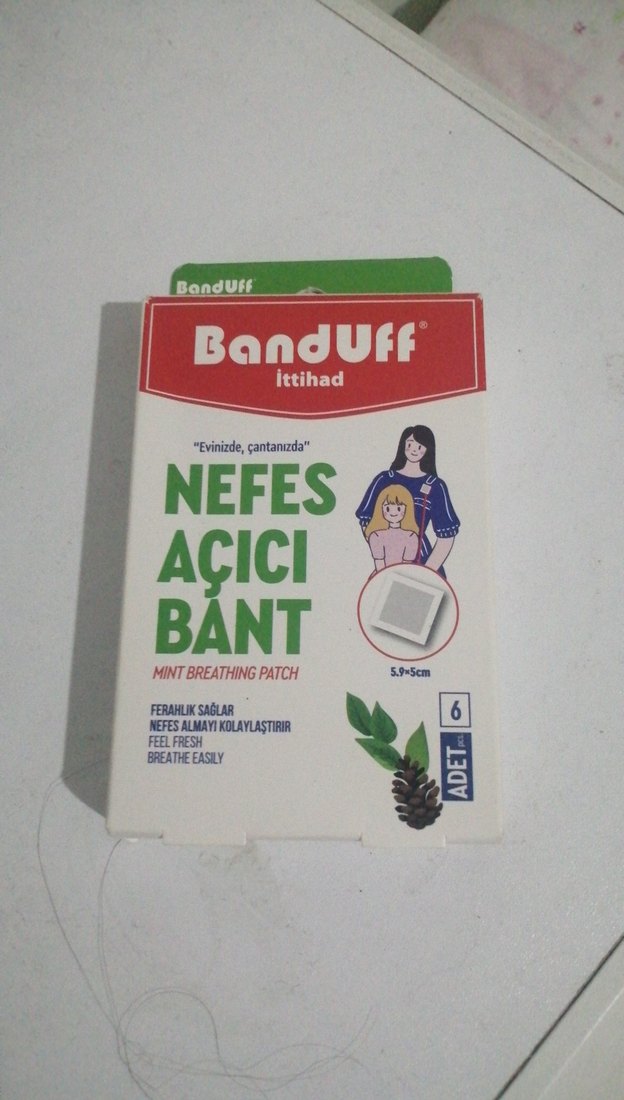 BandUff
BandUff®
İttihad
"Evinizde, çantanızda"
NEFES
AÇICI
BANT
MINT BREATHING PATCH
5.9×5cm
FERAHLIK SAĞLAR
NEFES ALMAYI KOLAYLAŞTIRIR
FEEL FRESH
BREATHE EASILY
6
ADET pcs.